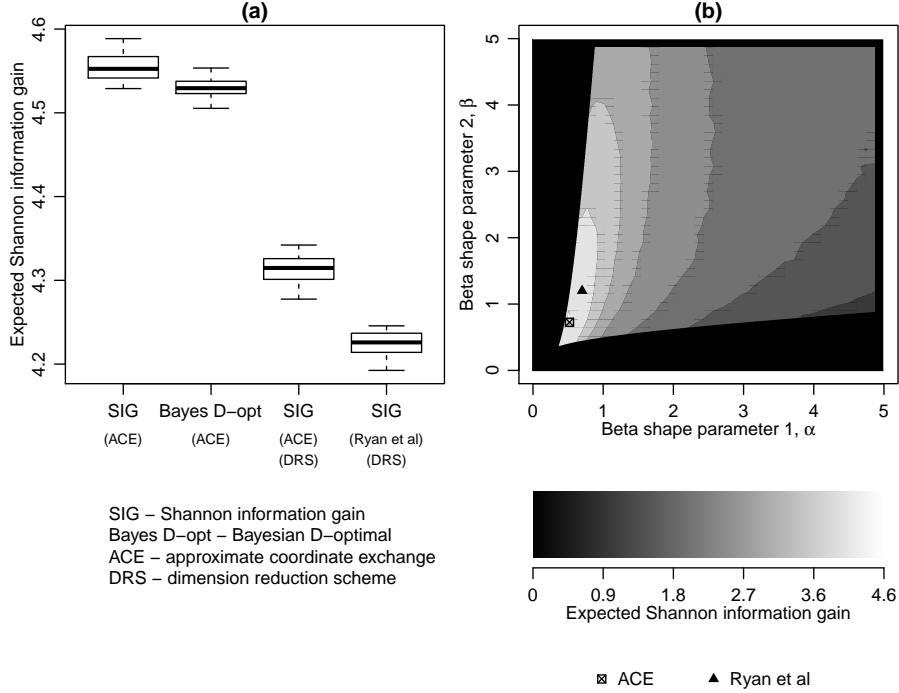 (a)
Expected Shannon information gain
4.6
4.5
4.4
4.3
4.2
SIG Bayes D−opt SIG SIG
(ACE) (ACE) (ACE) (Ryan et al)
(DRS) (DRS)
SIG − Shannon information gain
Bayes D−opt − Bayesian D−optimal
ACE − approximate coordinate exchange
DRS − dimension reduction scheme
(b)
Beta shape parameter 2, β
5
4
3
2
1
0
0 1 2 3 4 5
Beta shape parameter 1, α
0 0.9 1.8 2.7 3.6 4.6
Expected Shannon information gain
ACE Ryan et al